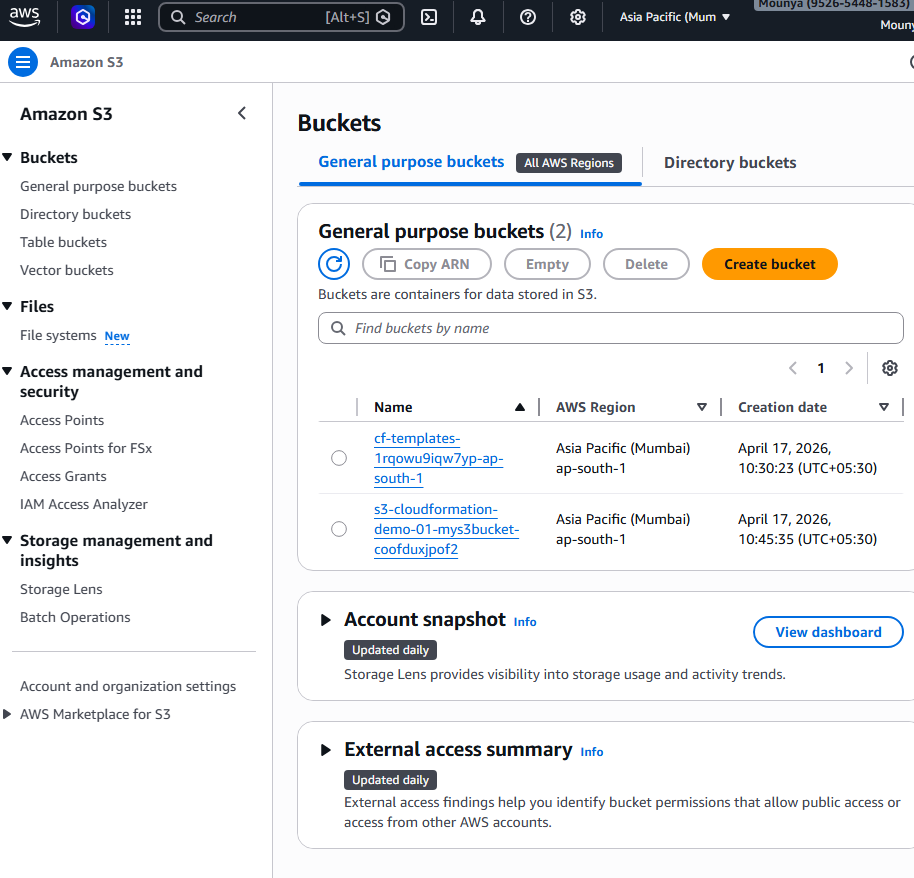 aws
Search
[Alt+S]
Asia Pacific (Mum
Mounya (9526-5448-1583)
Mouny
Amazon S3
Amazon S3
Buckets
General purpose buckets
Directory buckets
Table buckets
Vector buckets
Files
File systems New
Access management and
security
Access Points
Access Points for FSx
Access Grants
IAM Access Analyzer
Storage management and
insights
Storage Lens
Batch Operations
Account and organization settings
AWS Marketplace for S3
Buckets
General purpose buckets All AWS Regions Directory buckets
General purpose buckets (2) Info
Copy ARN Empty Delete Create bucket
Buckets are containers for data stored in S3.
Find buckets by name
1
Name AWS Region Creation date
cf-templates-
1rqowu9iqw7yp-ap-
south-1
Asia Pacific (Mumbai)
ap-south-1
April 17, 2026,
10:30:23 (UTC+05:30)
s3-cloudformation-
demo-01-mys3bucket-
coofduxjpof2
Asia Pacific (Mumbai)
ap-south-1
April 17, 2026,
10:45:35 (UTC+05:30)
Account snapshot Info
Updated daily
View dashboard
Storage Lens provides visibility into storage usage and activity trends.
External access summary Info
Updated daily
External access findings help you identify bucket permissions that allow public access or
access from other AWS accounts.